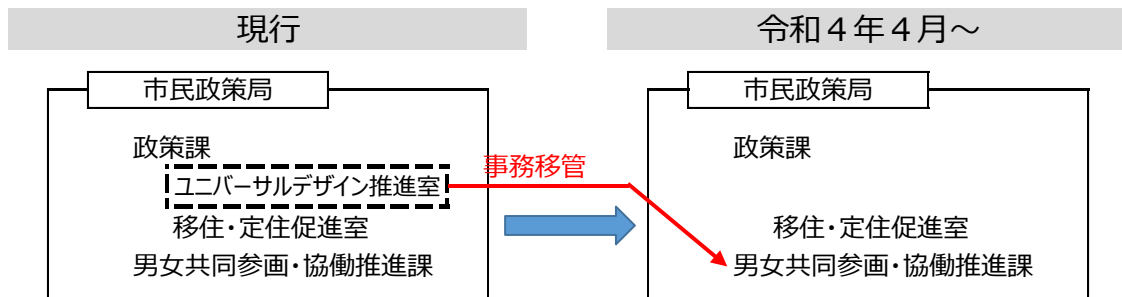 現行
市民政策局
政策課
ユニバーサルデザイン推進室
移住・定住促進室
男女共同参画・協働推進課
事務移管
令和４年４月～
市民政策局
政策課
移住・定住促進室
男女共同参画・協働推進課